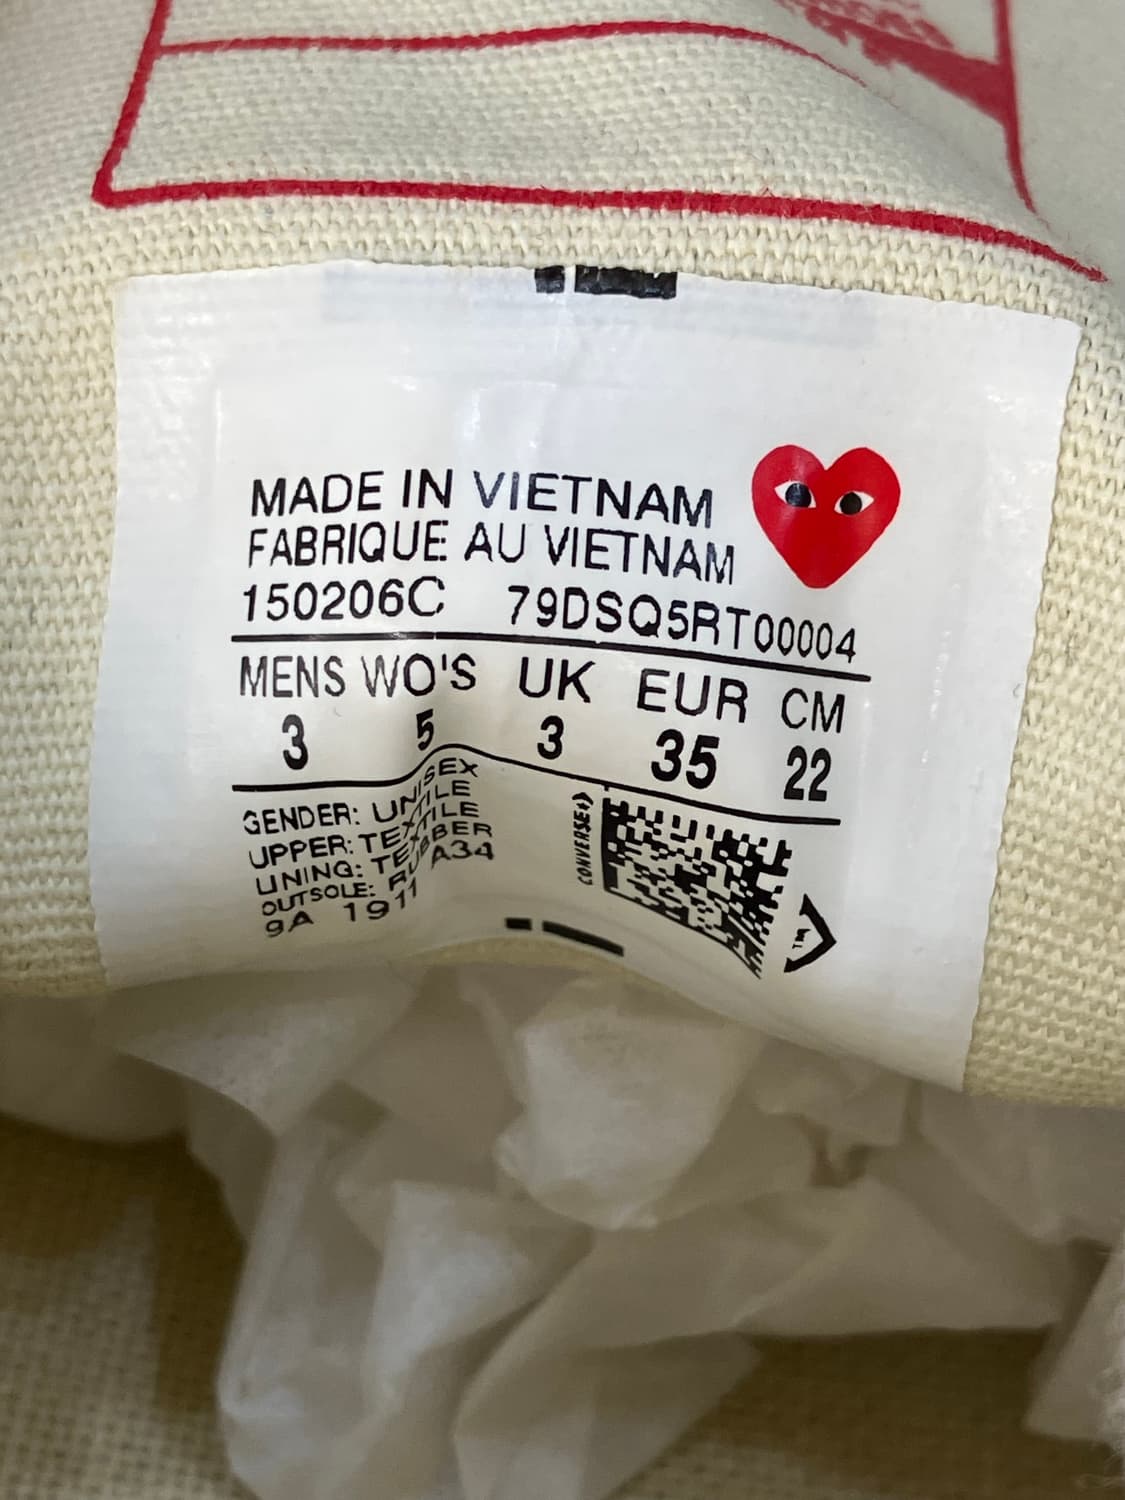 MADE IN VIETNAM
FABRIQUE AU VIETNAM
150206C 79DSQ5RT00004
MENS WO'S UK EUR CM
3 5 3 35 22
GENDER: UNISEX
UPPER: TEXTILE
LINING: TEXTILE
OUTSOLE: RUBBER
9A 1911 A34
CONVERSE